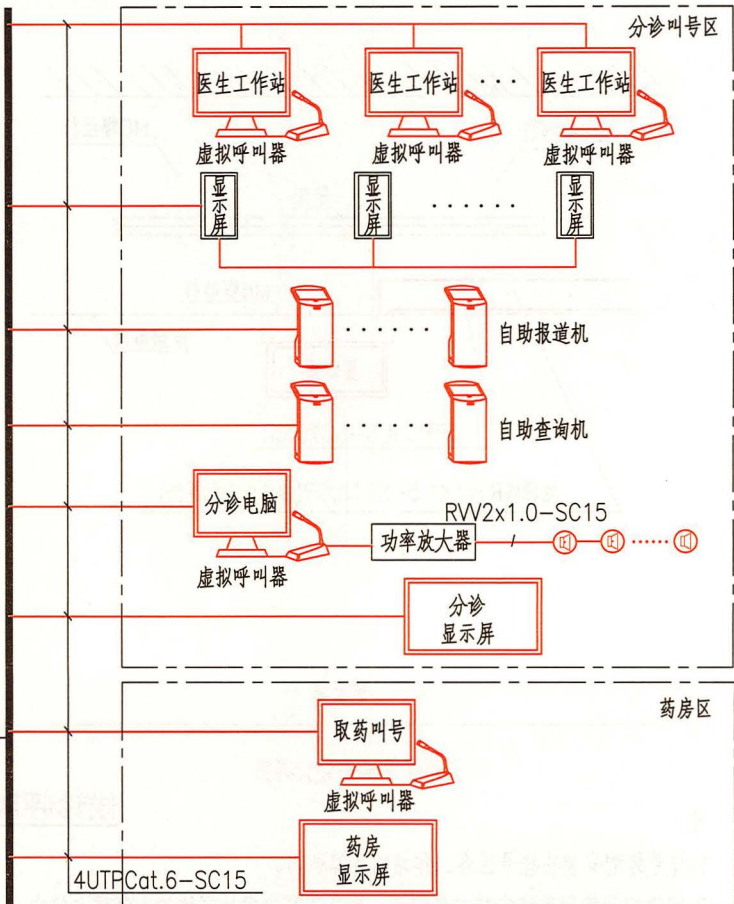 分诊叫号区
医生工作站
医生工作站
医生工作站
虚拟呼叫器
虚拟呼叫器
虚拟呼叫器
显示屏
显示屏
显示屏
自助报道机
自助查询机
分诊电脑
RVV2x1.0-SC15
功率放大器
虚拟呼叫器
分诊
显示屏
药房区
取药叫号
虚拟呼叫器
药房
显示屏
4UTPCat.6-SC15